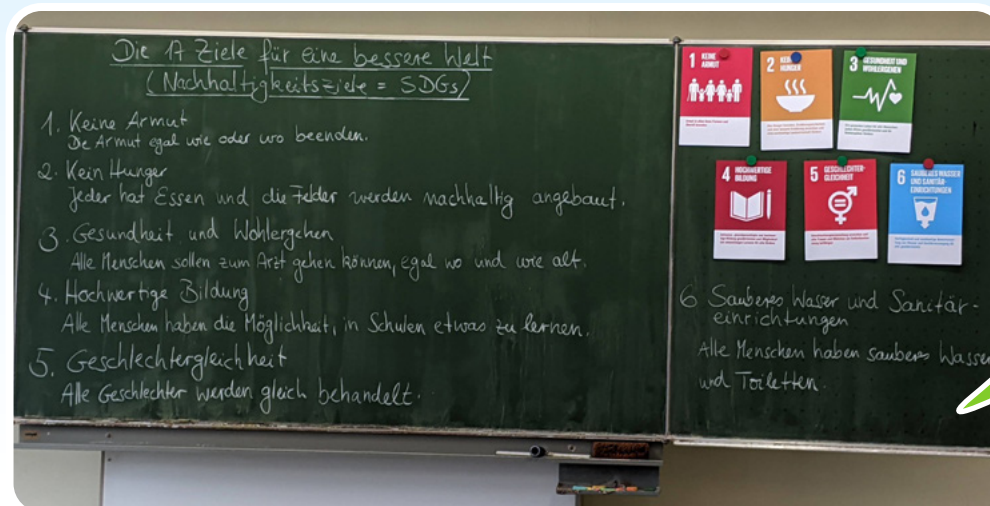 Die 17 Ziele für eine bessere Welt
(Nachhaltigkeitsziele = SDGs)
1. Keine Armut
Die Armut egal wie oder wo beenden.
2. Kein Hunger
Jeder hat Essen und die Felder werden nachhaltig angebaut.
3. Gesundheit und Wohlergehen
Alle Menschen sollen zum Arzt gehen können, egal wo und wie alt.
4. Hochwertige Bildung
Alle Menschen haben die Möglichkeit, in Schulen etwas zu lernen.
5. Geschlechtergleichheit
Alle Geschlechter werden gleich behandelt.
1 KEINE
ARMUT
2 KEIN
HUNGER
3 GESUNDHEIT UND
WOHLERGEHEN
4 HOCHWERTIGE
BILDUNG
5 GESCHLECHTER-
GLEICHHEIT
6 SAUBERES WASSER
UND SANITÄR-
EINRICHTUNGEN
6 Sauberes Wasser und Sanitär-
einrichtungen
Alle Menschen haben sauberes Wasser
und Toiletten.